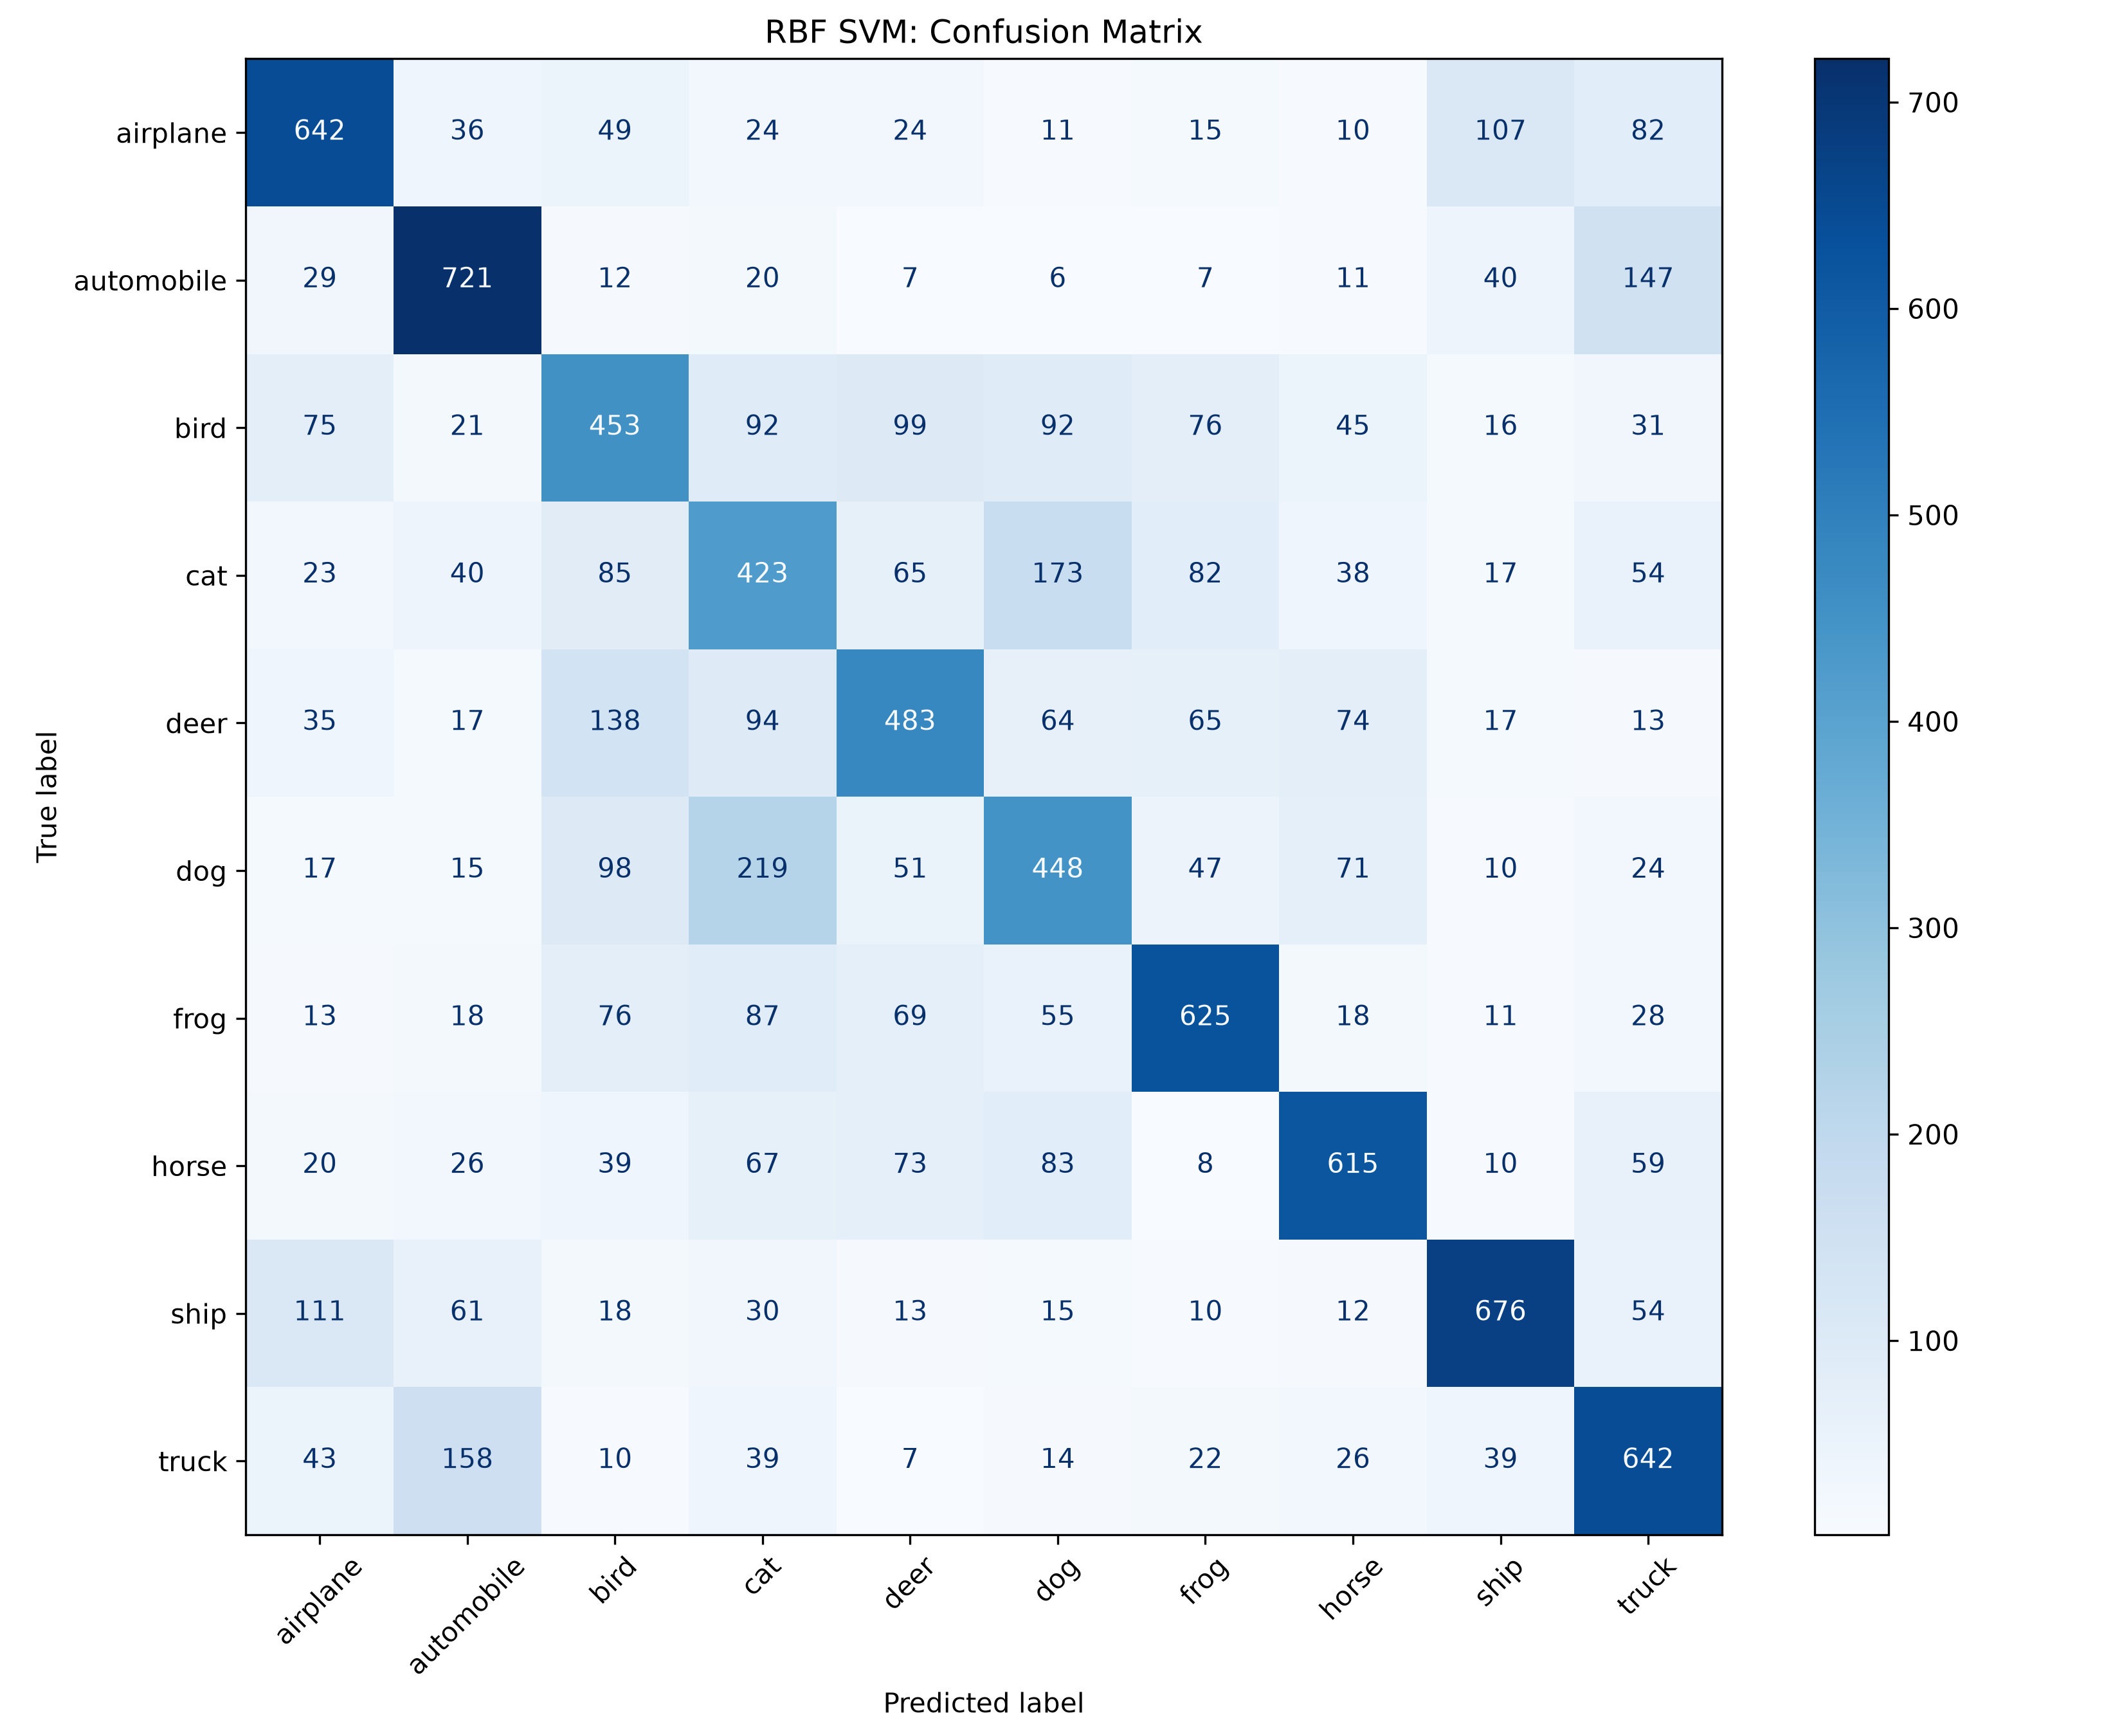 RBF SVM: Confusion Matrix
airplane 642 36 49 24 24 11 15 10 107 82
automobile 29 721 12 20 7 6 7 11 40 147
bird 75 21 453 92 99 92 76 45 16 31
cat 23 40 85 423 65 173 82 38 17 54
deer 35 17 138 94 483 64 65 74 17 13
dog 17 15 98 219 51 448 47 71 10 24
frog 13 18 76 87 69 55 625 18 11 28
horse 20 26 39 67 73 83 8 615 10 59
ship 111 61 18 30 13 15 10 12 676 54
truck 43 158 10 39 7 14 22 26 39 642
airplane automobile bird cat deer dog frog horse ship truck
Predicted label
True label
700
600
500
400
300
200
100